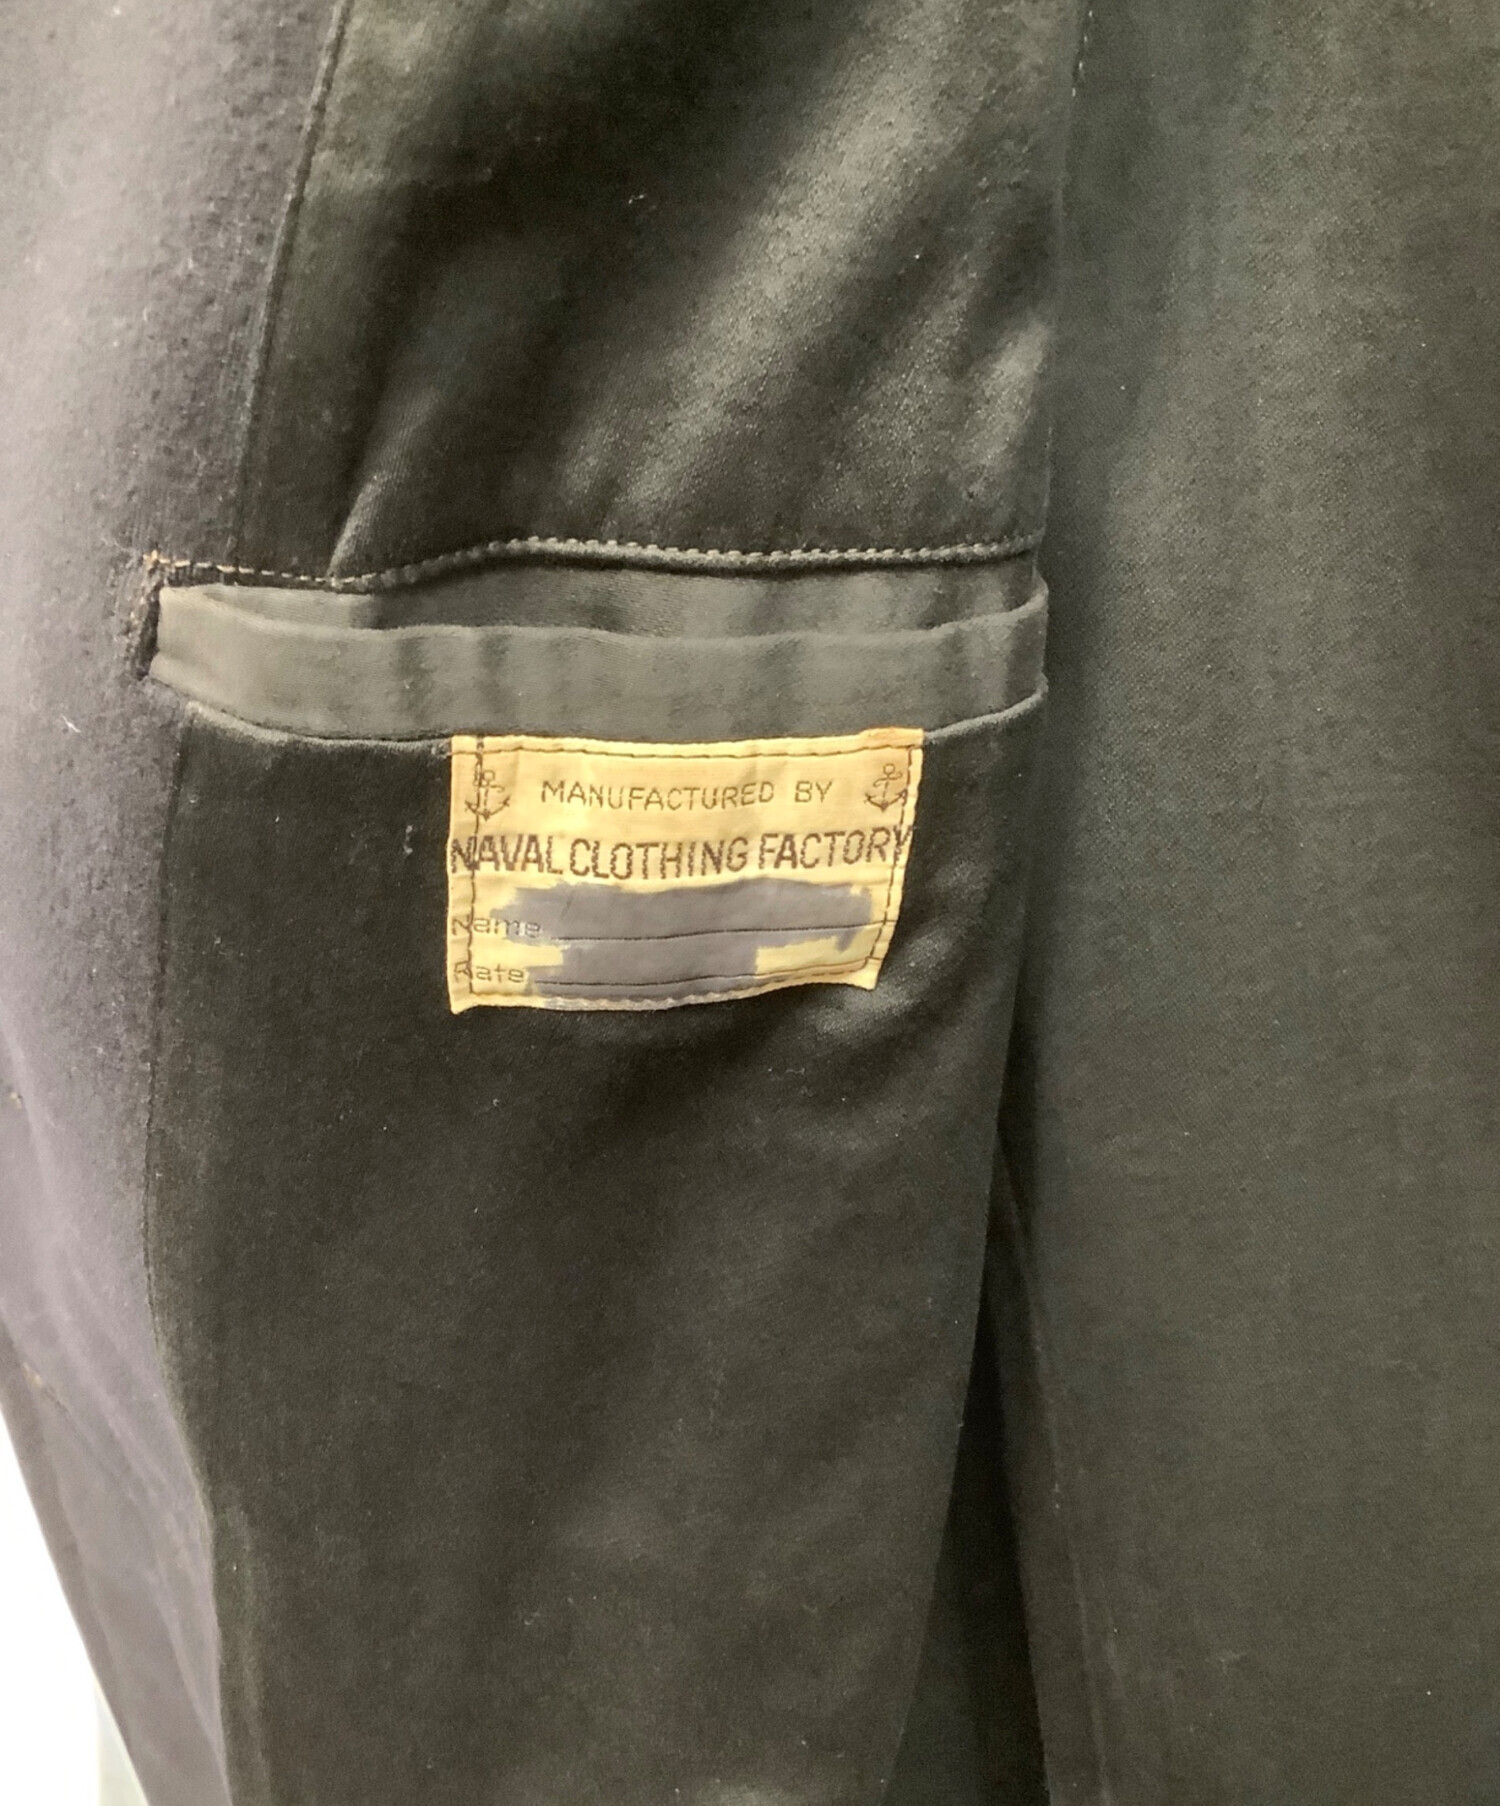 MANUFACTURED BY
NAVAL CLOTHING FACTORY
Name
Rate